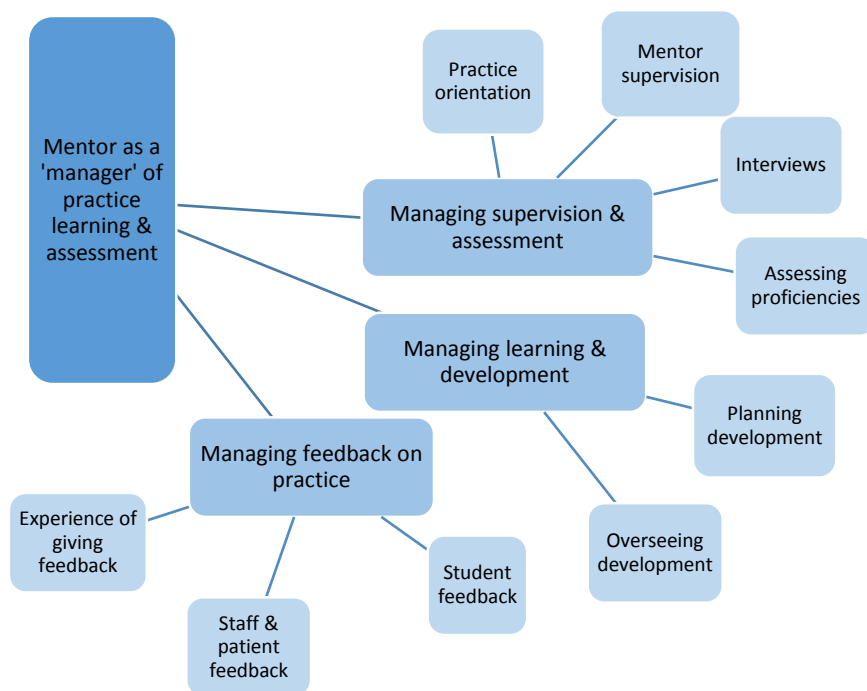 Mentor as a
'manager' of
practice
learning &
assessment
Practice
orientation
Mentor
supervision
Interviews
Managing supervision &
assessment
Assessing
proficiencies
Managing learning &
development
Planning
development
Overseeing
development
Managing feedback on
practice
Experience of
giving
feedback
Staff &
patient
feedback
Student
feedback